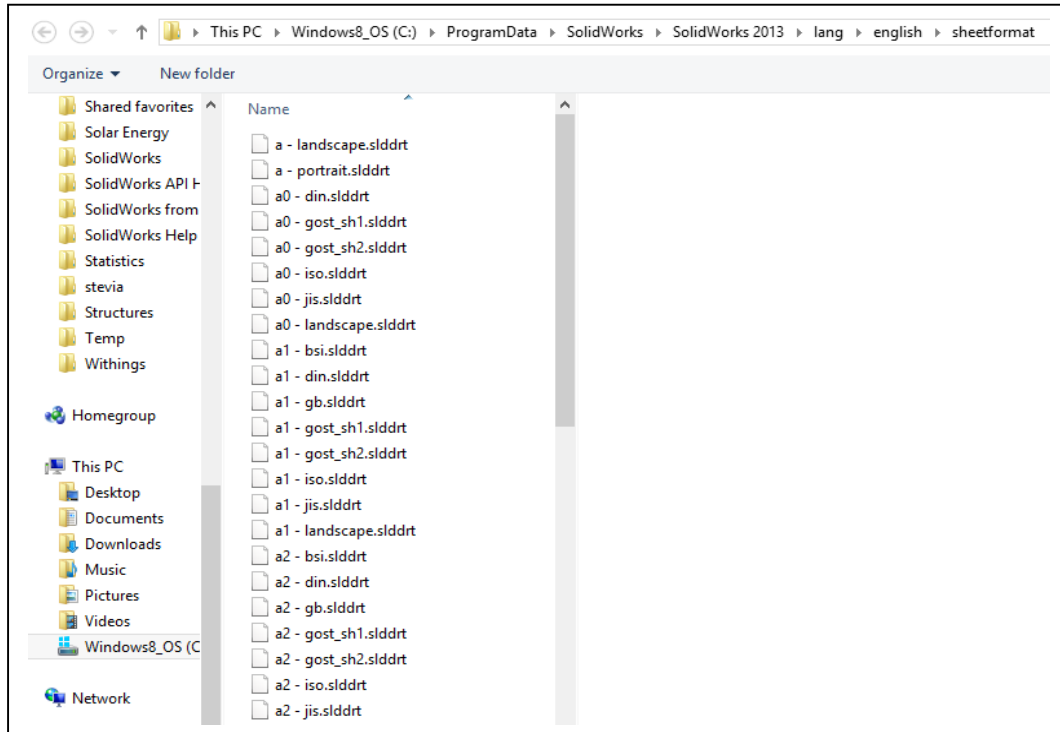 This PC Windows8_OS (C:) ProgramData SolidWorks SolidWorks 2013 lang english sheetformat
Organize New folder
Shared favorites
Solar Energy
SolidWorks
SolidWorks API H
SolidWorks from
SolidWorks Help
Statistics
stevia
Structures
Temp
Withings
Homegroup
This PC
Desktop
Documents
Downloads
Music
Pictures
Videos
Windows8_OS (C
Network
Name
a - landscape.slddrt
a - portrait.slddrt
a0 - din.slddrt
a0 - gost_sh1.slddrt
a0 - gost_sh2.slddrt
a0 - iso.slddrt
a0 - jis.slddrt
a0 - landscape.slddrt
a1 - bsi.slddrt
a1 - din.slddrt
a1 - gb.slddrt
a1 - gost_sh1.slddrt
a1 - gost_sh2.slddrt
a1 - iso.slddrt
a1 - jis.slddrt
a1 - landscape.slddrt
a2 - bsi.slddrt
a2 - din.slddrt
a2 - gb.slddrt
a2 - gost_sh1.slddrt
a2 - gost_sh2.slddrt
a2 - iso.slddrt
a2 - jis.slddrt